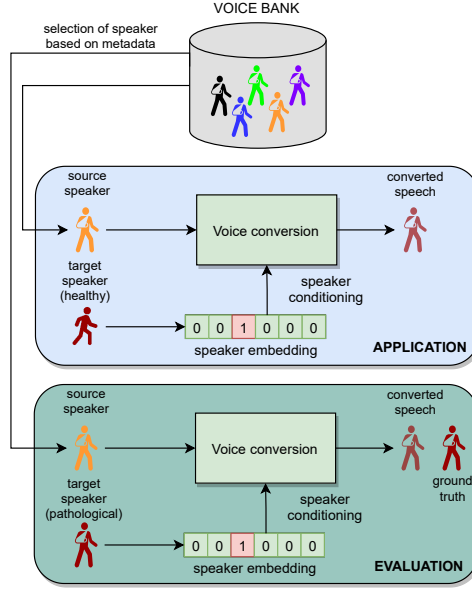 VOICE BANK
selection of speaker
based on metadata
source
speaker
converted
speech
Voice conversion
target
speaker
(healthy)
speaker
conditioning
0 0 1 0 0 0
speaker embedding
APPLICATION
source
speaker
converted
speech
Voice conversion
ground
truth
target
speaker
(pathological)
speaker
conditioning
0 0 1 0 0 0
speaker embedding
EVALUATION